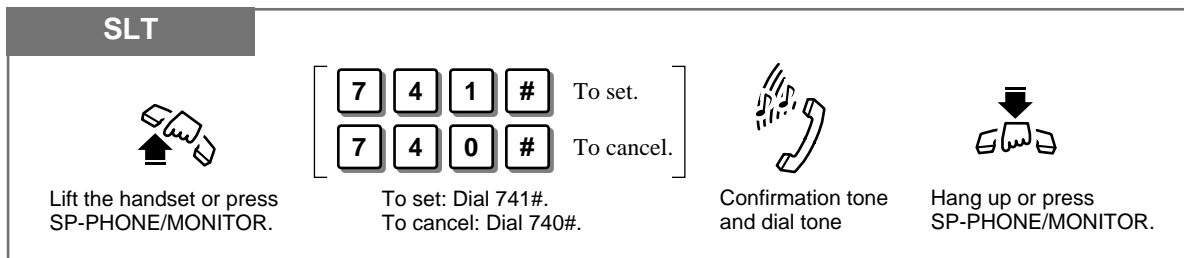 SLT
7 4 1 # To set.
7 4 0 # To cancel.
Lift the handset or press
SP-PHONE/MONITOR.
To set: Dial 741#.
To cancel: Dial 740#.
Confirmation tone
and dial tone
Hang up or press
SP-PHONE/MONITOR.